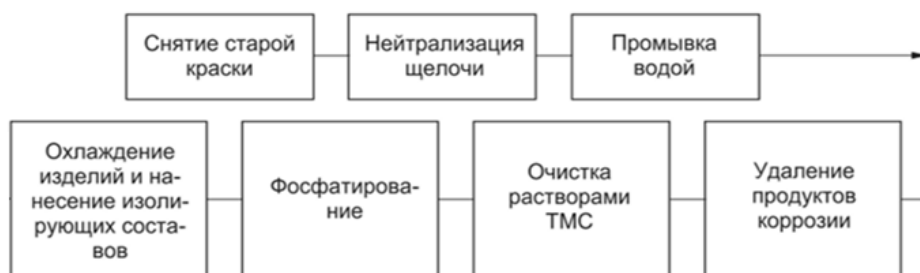 Снятие старой
краски
Нейтрализация
щелочи
Промывка
водой
Охлаждение
изделий и на-
несение изоли-
рующих соста-
вов
Фосфатирова-
ние
Очистка
растворами
ТМС
Удаление
продуктов
коррозии